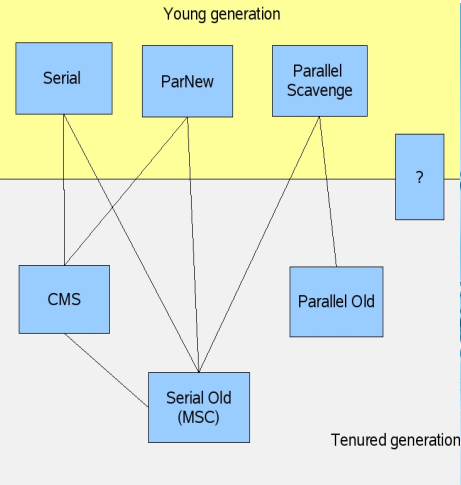 Young generation
Serial
ParNew
Parallel
Scavenge
?
CMS
Parallel Old
Serial Old
(MSC)
Tenured generation